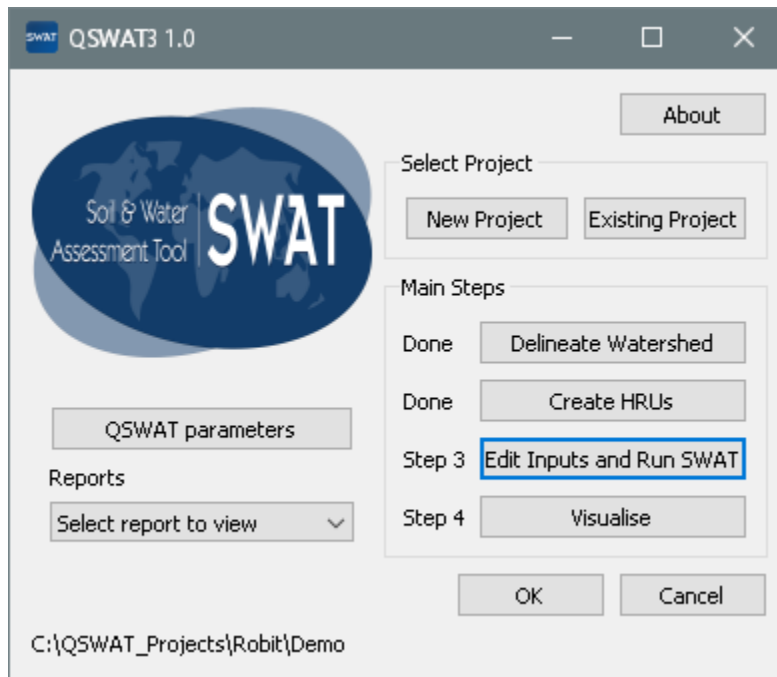 SWAT QSWAT3 1.0
About
Soil & Water
Assessment Tool
SWAT
Select Project
New Project Existing Project
Main Steps
Done Delineate Watershed
Done Create HRUs
Step 3 Edit Inputs and Run SWAT
Step 4 Visualise
QSWAT parameters
Reports
Select report to view
OK Cancel
C:\QSWAT_Projects\Robit\Demo